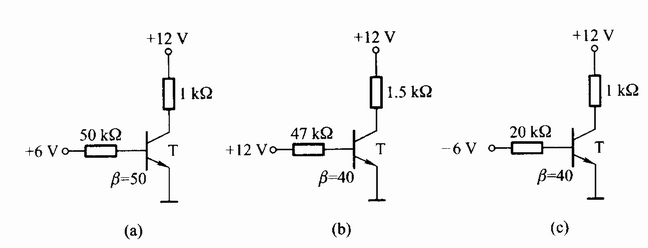 +12 V
1 kΩ
50 kΩ
+6 V
T
β=50
(a)
+12 V
1.5 kΩ
47 kΩ
+12 V
T
β=40
(b)
+12 V
1 kΩ
20 kΩ
−6 V
T
β=40
(c)